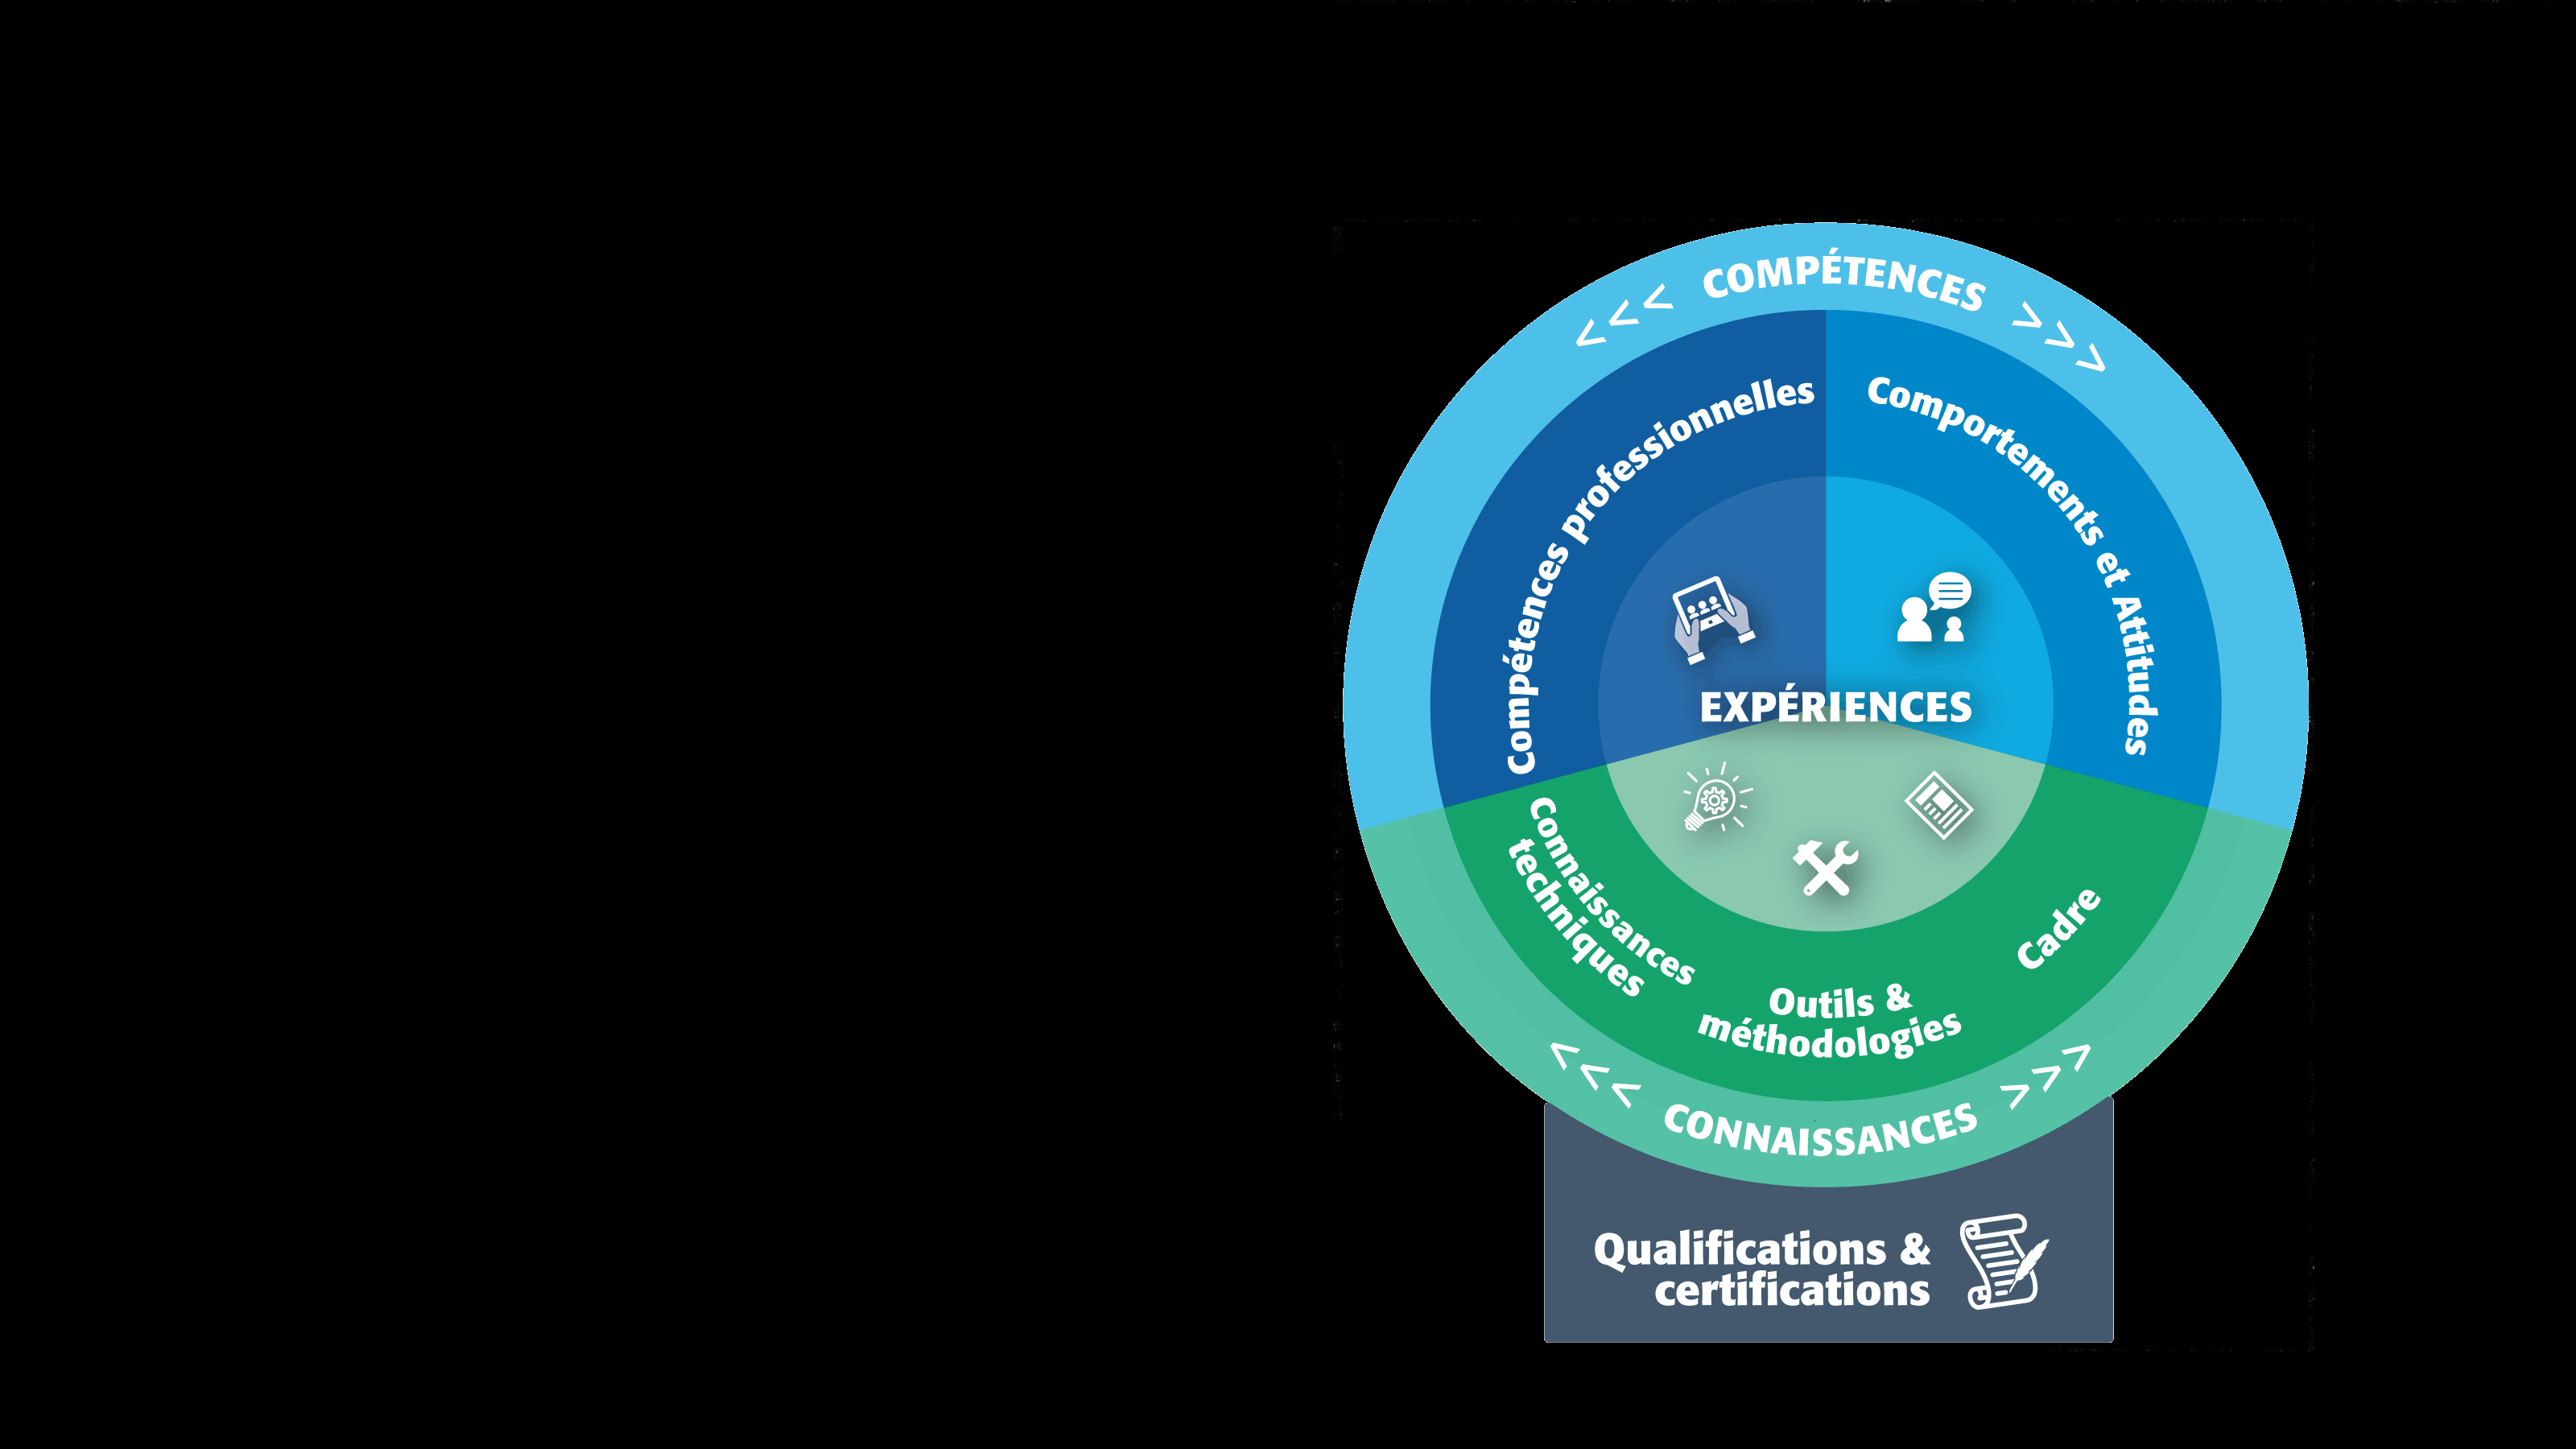 <<< COMPÉTENCES >>>
Compétences professionnelles
Comportements et Attitudes
EXPÉRIENCES
Connaissances
techniques
Outils &
méthodologies
Cadre
<<< CONNAISSANCES >>>
Qualifications &
certifications